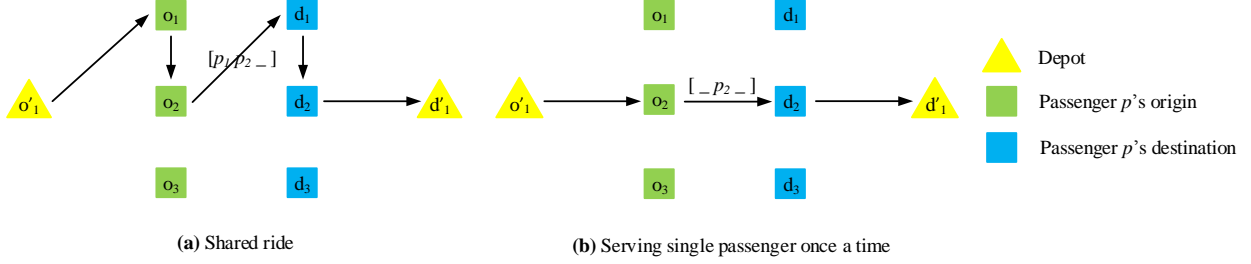 o₁ d₁ o₁ d₁
Depot
[p₁ p₂ _ ] [ _ p₂ _ ]
o'₁ o₂ d₂ d'₁ o'₁ o₂ d₂ d'₁ Passenger p's origin
Passenger p's destination
o₃ d₃ o₃ d₃
(a) Shared ride (b) Serving single passenger once a time